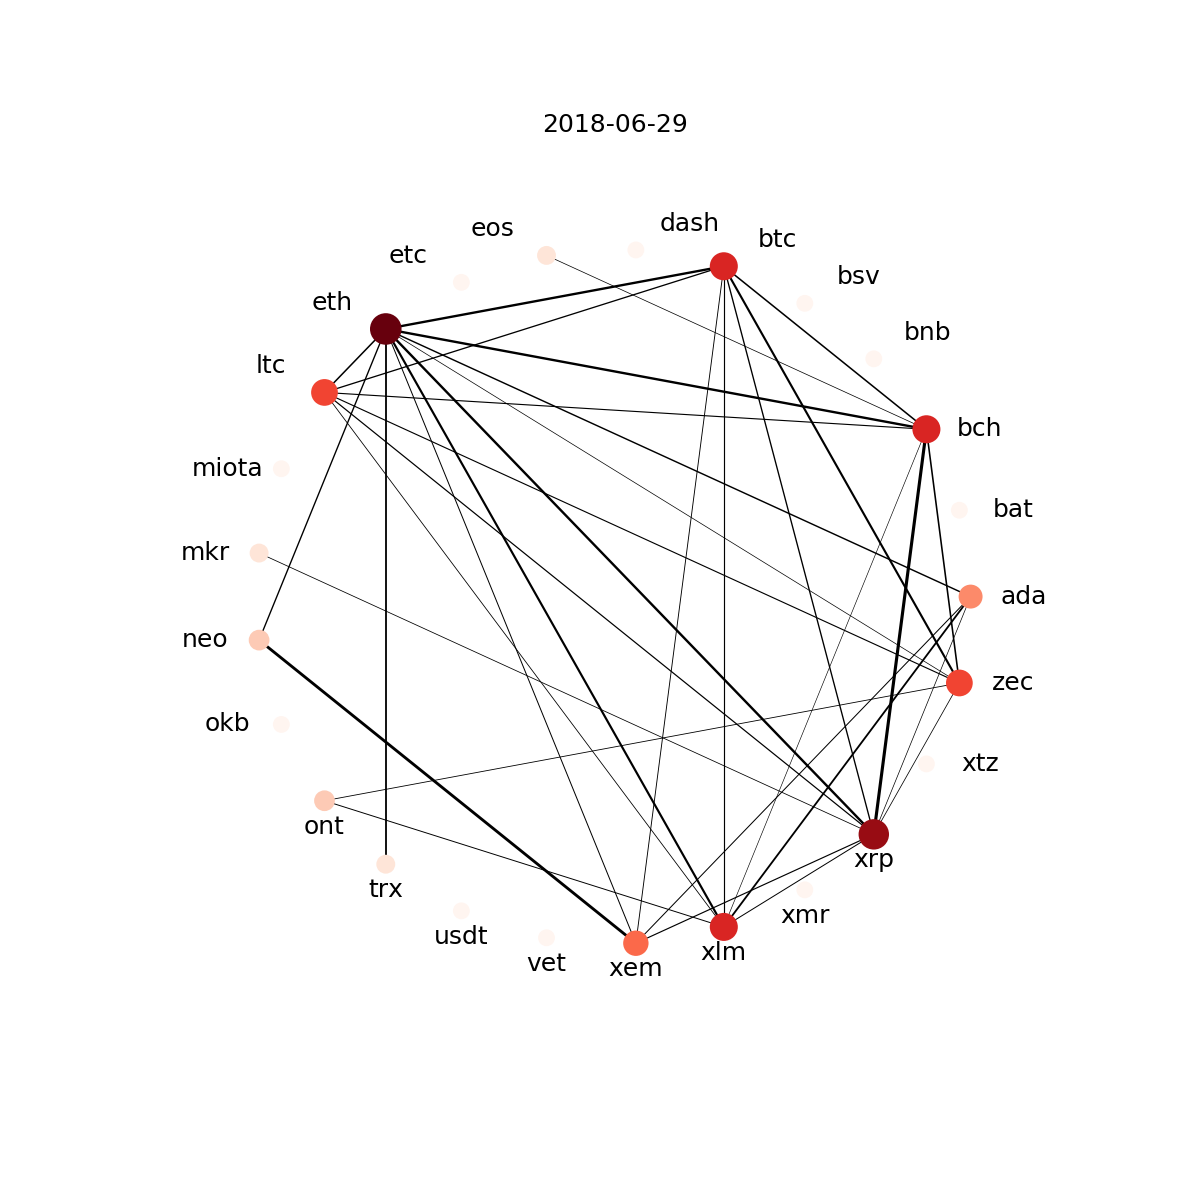 2018-06-29
dash
eos
btc
etc
bsv
eth
bnb
ltc
bch
miota
bat
mkr
ada
neo
zec
okb
xtz
ont
xrp
trx
xmr
usdt
xlm
vet
xem